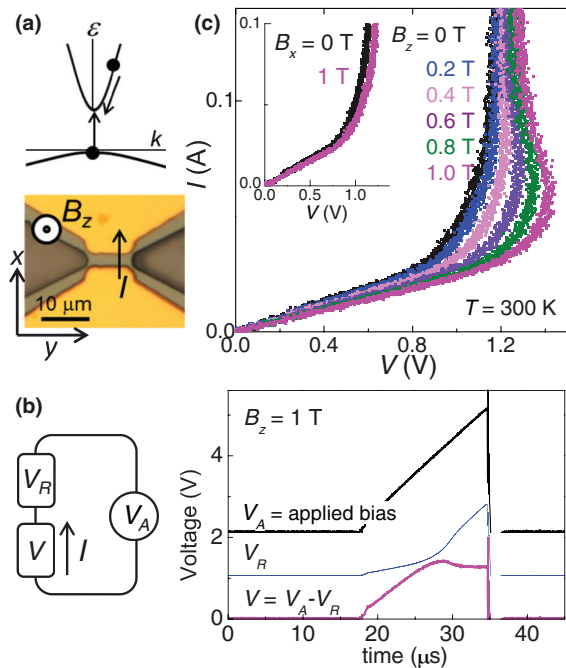 (a)
ε
k
B_z
x
I
10 μm
y
(c)
I (A)
0.1
0.0
0.0 0.4 0.8 1.2
V (V)
B_x = 0 T
1 T
0.1
0.0
0.0 0.5 1.0
V (V)
B_z = 0 T
0.2 T
0.4 T
0.6 T
0.8 T
1.0 T
T = 300 K
(b)
V_R
V
I
V_A
B_z = 1 T
V_A = applied bias
V_R
V = V_A-V_R
Voltage (V)
4
2
0
0 10 20 30 40
time (μs)